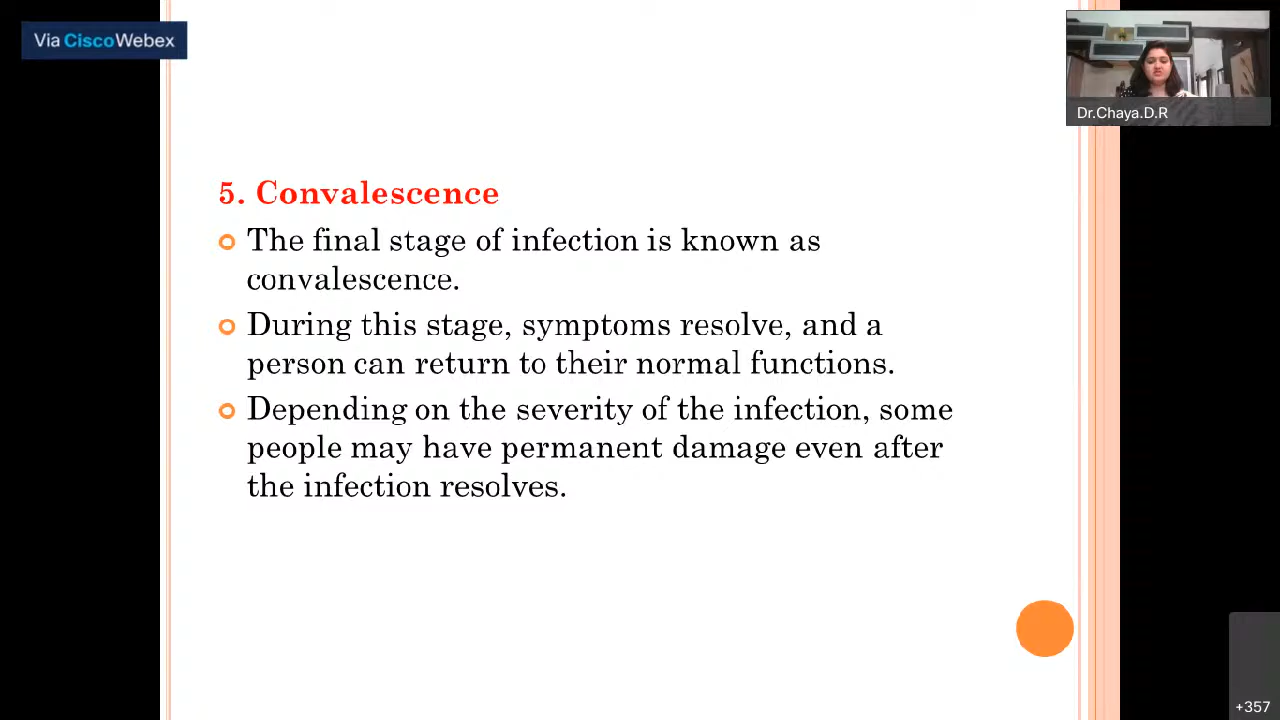 Via CiscoWebex
Dr.Chaya.D.R
5. Convalescence
The final stage of infection is known as
convalescence.
During this stage, symptoms resolve, and a
person can return to their normal functions.
Depending on the severity of the infection, some
people may have permanent damage even after
the infection resolves.
+357